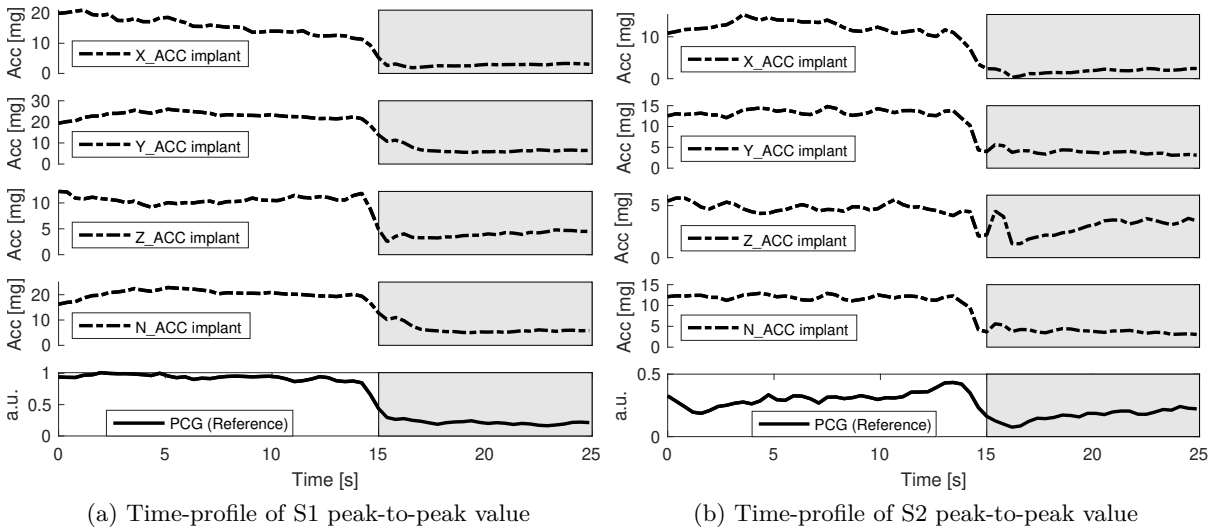 Acc [mg]
20
10
0
X_ACC implant
Acc [mg]
30
20
10
0
Y_ACC implant
Acc [mg]
10
5
0
Z_ACC implant
Acc [mg]
20
10
0
N_ACC implant
a.u.
1
0.5
0
PCG (Reference)
0 5 10 15 20 25
Time [s]
(a) Time-profile of S1 peak-to-peak value
Acc [mg]
10
0
X_ACC implant
Acc [mg]
15
10
5
0
Y_ACC implant
Acc [mg]
5
0
Z_ACC implant
Acc [mg]
15
10
5
0
N_ACC implant
a.u.
0.5
0
PCG (Reference)
0 5 10 15 20 25
Time [s]
(b) Time-profile of S2 peak-to-peak value